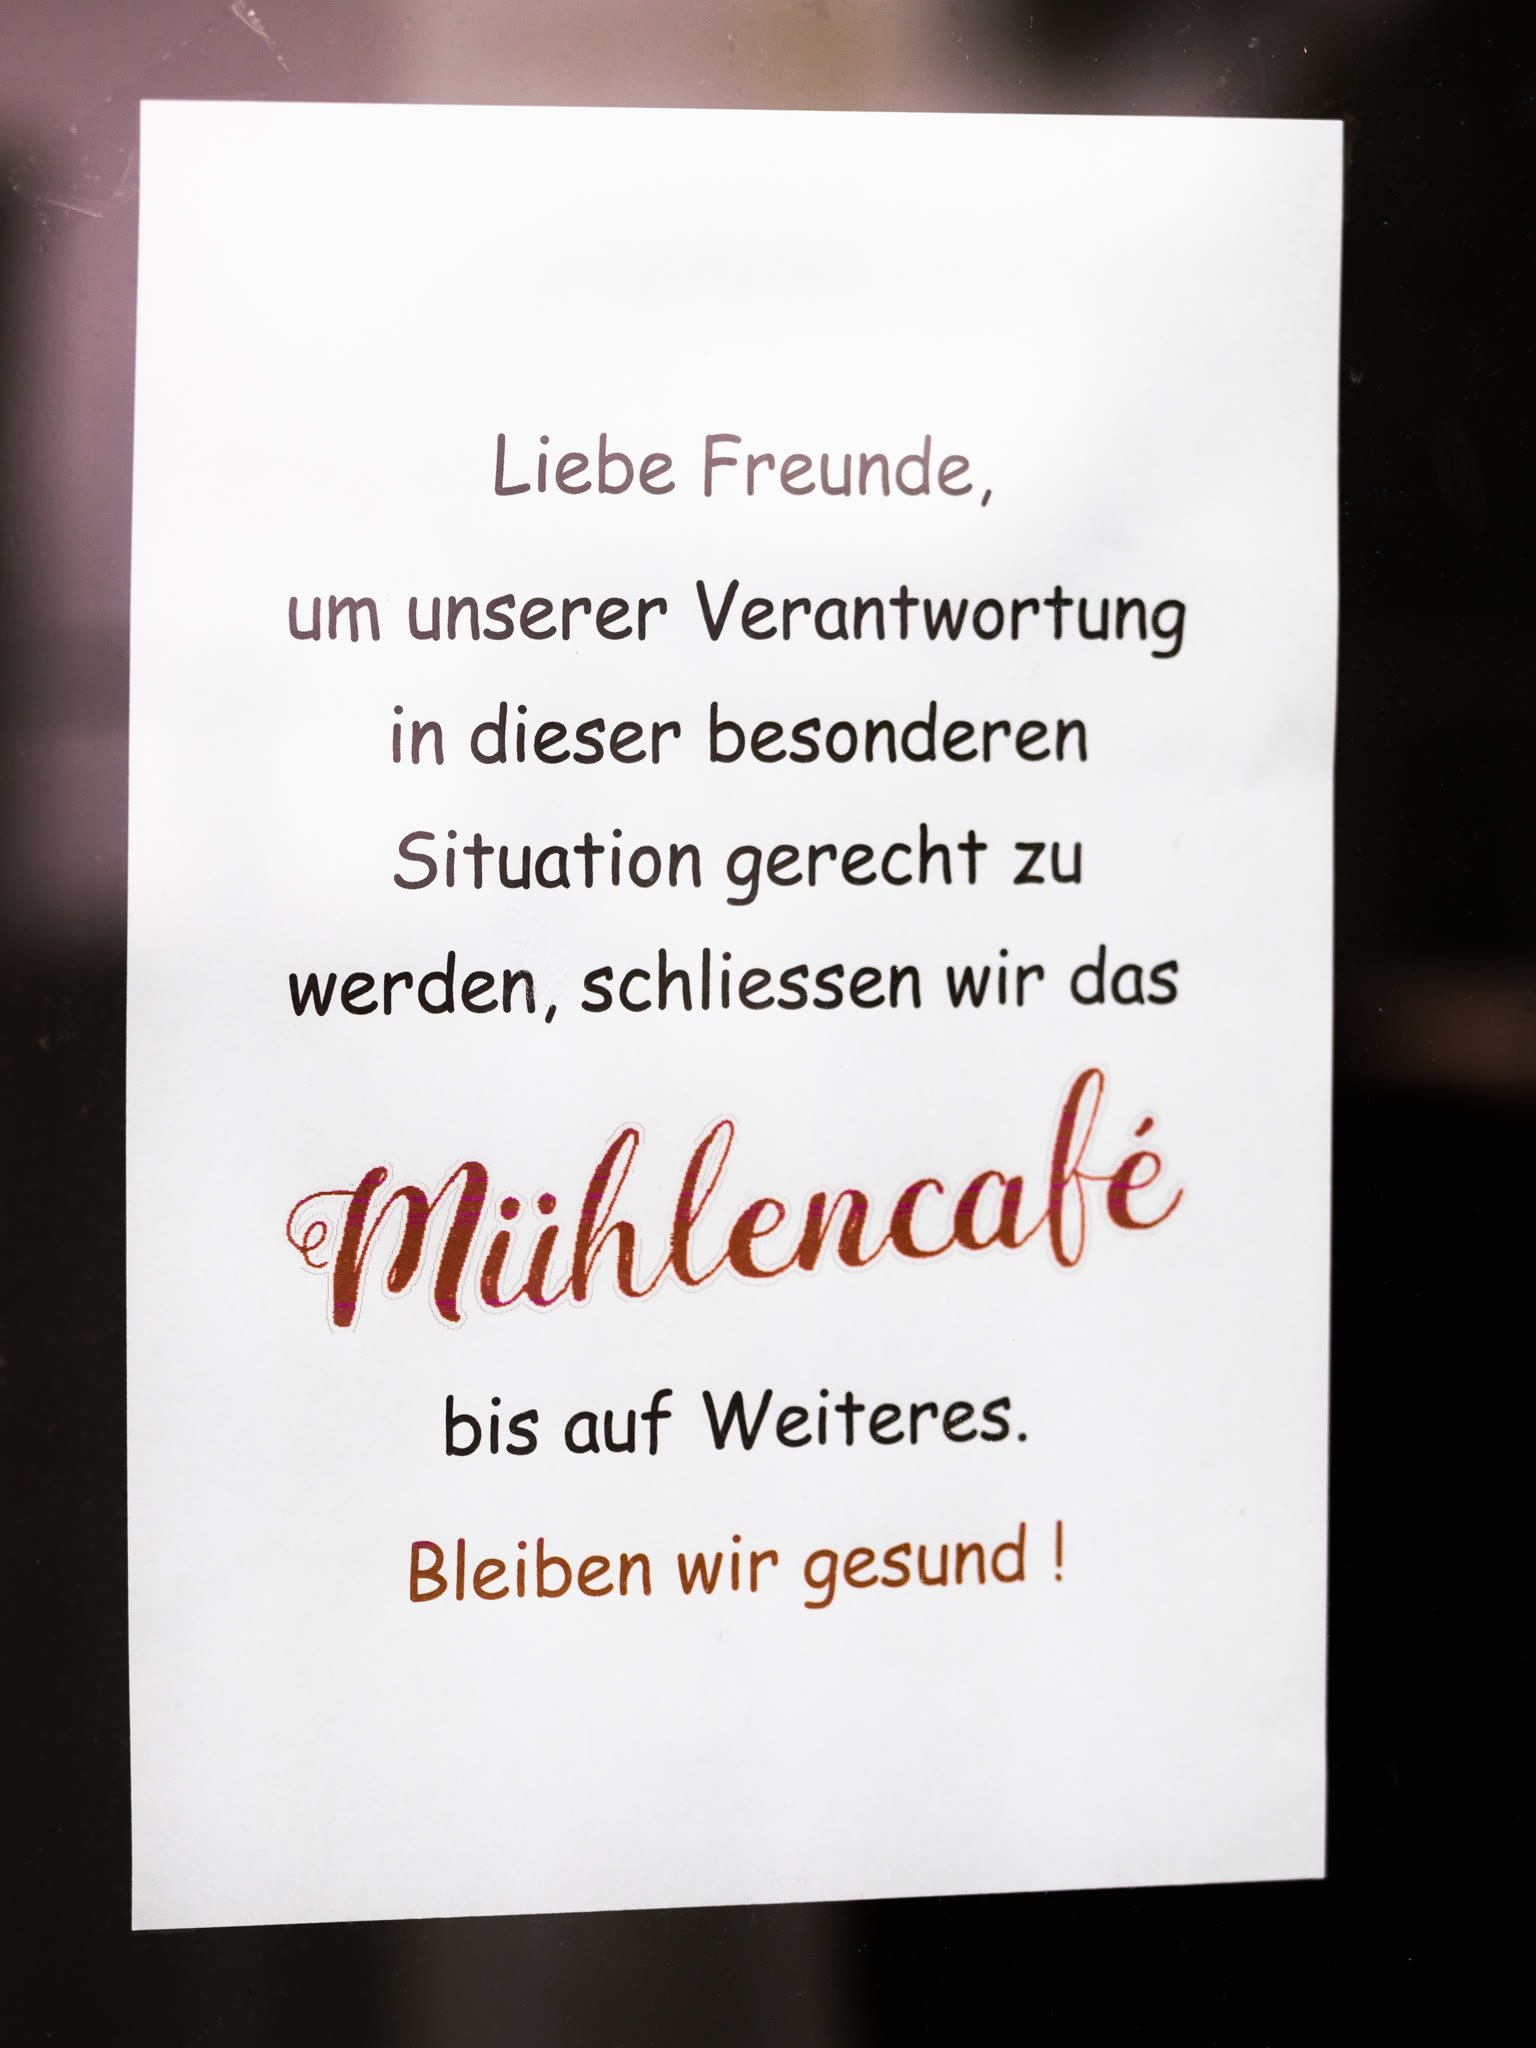 Liebe Freunde,
um unserer Verantwortung
in dieser besonderen
Situation gerecht zu
werden, schliessen wir das
Mühlencafé
bis auf Weiteres.
Bleiben wir gesund !